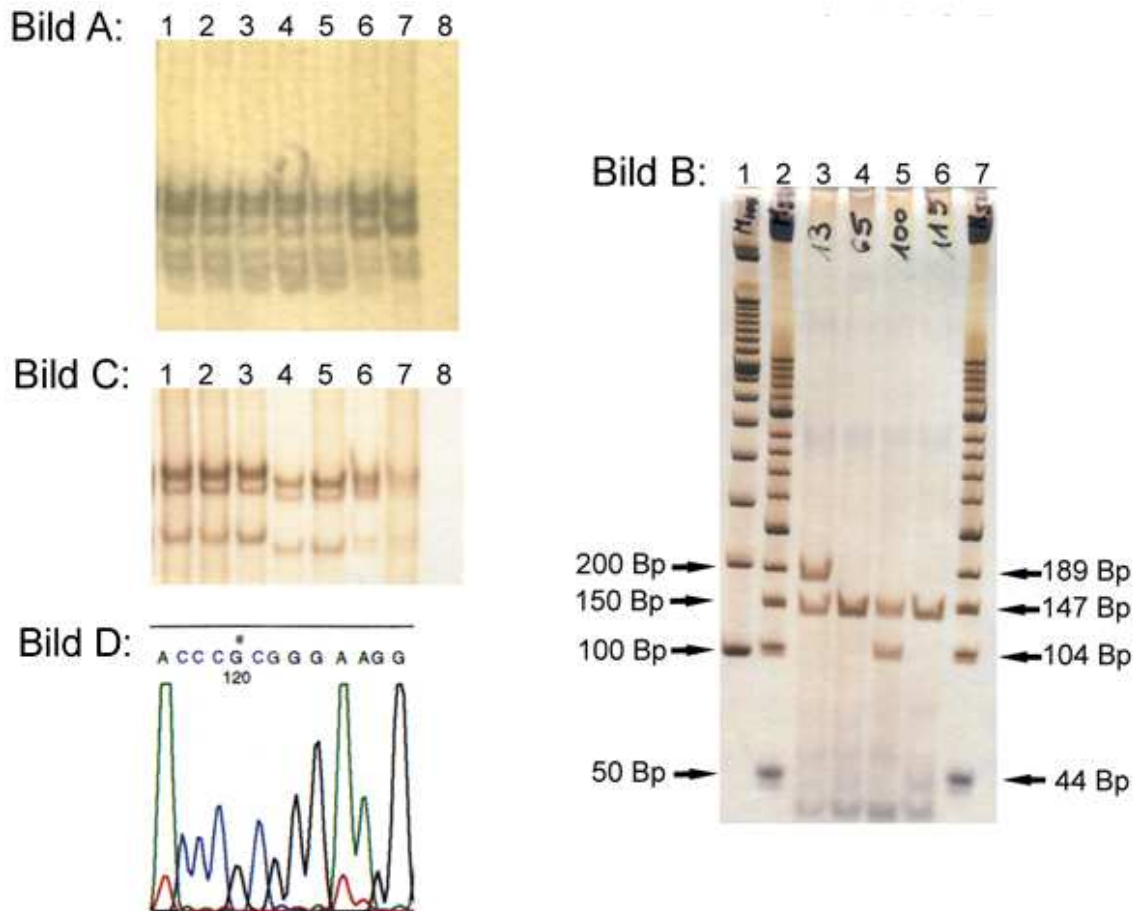 Bild A:
1 2 3 4 5 6 7 8
Bild B:
1 2 3 4 5 6 7
13 65 100 115
200 Bp
150 Bp
100 Bp
50 Bp
189 Bp
147 Bp
104 Bp
44 Bp
Bild C:
1 2 3 4 5 6 7 8
Bild D:
*
A C C C G C G G G A A G G
120